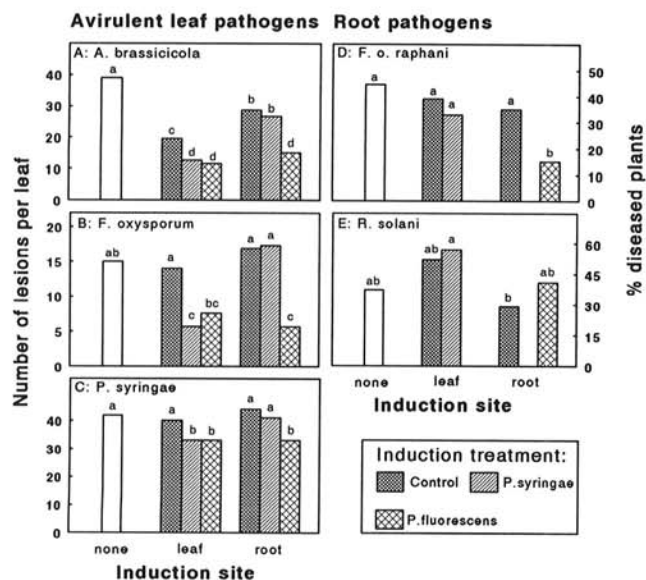 Avirulent leaf pathogens
Root pathogens
Number of lesions per leaf
A: A. brassicicola
40
30
20
10
0
a
c
d
d
b
b
d
B: F. oxysporum
20
15
10
5
0
ab
a
c
bc
a
a
c
C: P. syringae
40
30
20
10
0
a
a
b
b
a
a
b
none leaf root
Induction site
D: F. o. raphani
a
a
a
a
b
50
40
30
20
10
0
% diseased plants
E: R. solani
ab
ab
a
b
ab
60
45
30
15
0
none leaf root
Induction site
Induction treatment:
Control P.syringae
P.fluorescens